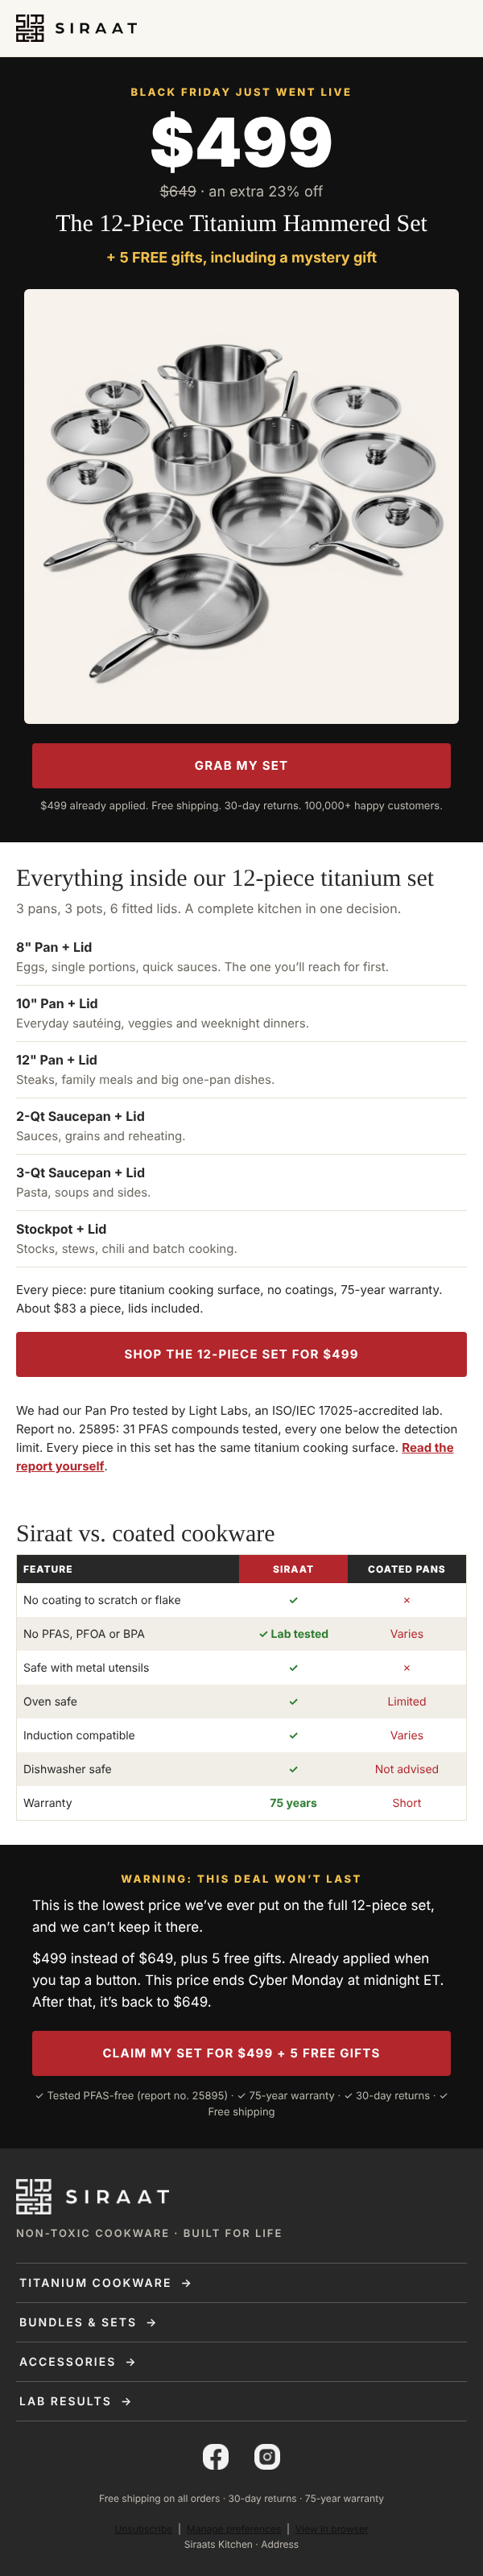 SIRAAT
BLACK FRIDAY JUST WENT LIVE
$499
$649 · an extra 23% off
The 12-Piece Titanium Hammered Set
+ 5 FREE gifts, including a mystery gift
GRAB MY SET
$499 already applied. Free shipping. 30-day returns. 100,000+ happy customers.
Everything inside our 12-piece titanium set
3 pans, 3 pots, 6 fitted lids. A complete kitchen in one decision.
8" Pan + Lid
Eggs, single portions, quick sauces. The one you’ll reach for first.
10" Pan + Lid
Everyday sautéing, veggies and weeknight dinners.
12" Pan + Lid
Steaks, family meals and big one-pan dishes.
2-Qt Saucepan + Lid
Sauces, grains and reheating.
3-Qt Saucepan + Lid
Pasta, soups and sides.
Stockpot + Lid
Stocks, stews, chili and batch cooking.
Every piece: pure titanium cooking surface, no coatings, 75-year warranty.
About $83 a piece, lids included.
SHOP THE 12-PIECE SET FOR $499
We had our Pan Pro tested by Light Labs, an ISO/IEC 17025-accredited lab.
Report no. 25895: 31 PFAS compounds tested, every one below the detection
limit. Every piece in this set has the same titanium cooking surface. Read the
report yourself.
Siraat vs. coated cookware
FEATURE SIRAAT COATED PANS
No coating to scratch or flake ✓ ×
No PFAS, PFOA or BPA ✓ Lab tested Varies
Safe with metal utensils ✓ ×
Oven safe ✓ Limited
Induction compatible ✓ Varies
Dishwasher safe ✓ Not advised
Warranty 75 years Short
WARNING: THIS DEAL WON’T LAST
This is the lowest price we’ve ever put on the full 12-piece set,
and we can’t keep it there.
$499 instead of $649, plus 5 free gifts. Already applied when
you tap a button. This price ends Cyber Monday at midnight ET.
After that, it’s back to $649.
CLAIM MY SET FOR $499 + 5 FREE GIFTS
✓ Tested PFAS-free (report no. 25895) · ✓ 75-year warranty · ✓ 30-day returns · ✓
Free shipping
SIRAAT
NON-TOXIC COOKWARE · BUILT FOR LIFE
TITANIUM COOKWARE →
BUNDLES & SETS →
ACCESSORIES →
LAB RESULTS →
Free shipping on all orders · 30-day returns · 75-year warranty
Unsubscribe | Manage preferences | View in browser
Siraats Kitchen · Address